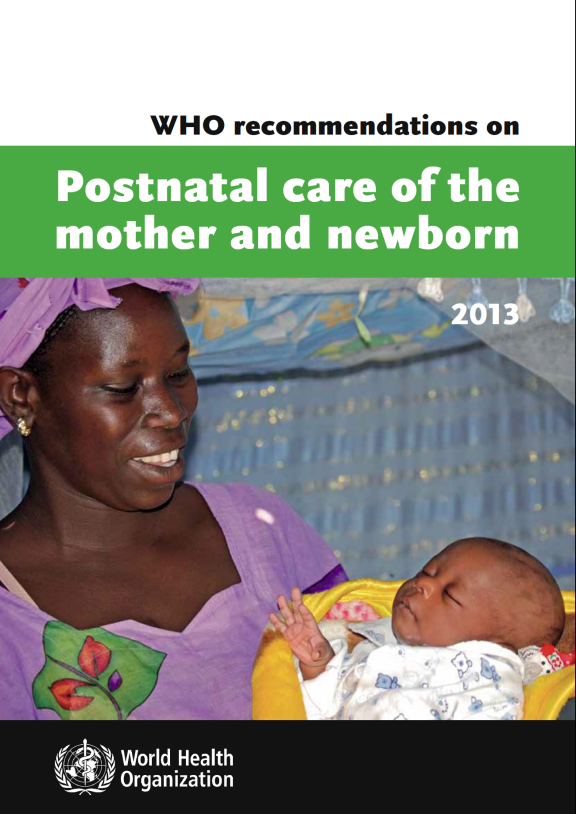 WHO recommendations on
Postnatal care of the
mother and newborn
2013
World Health
Organization